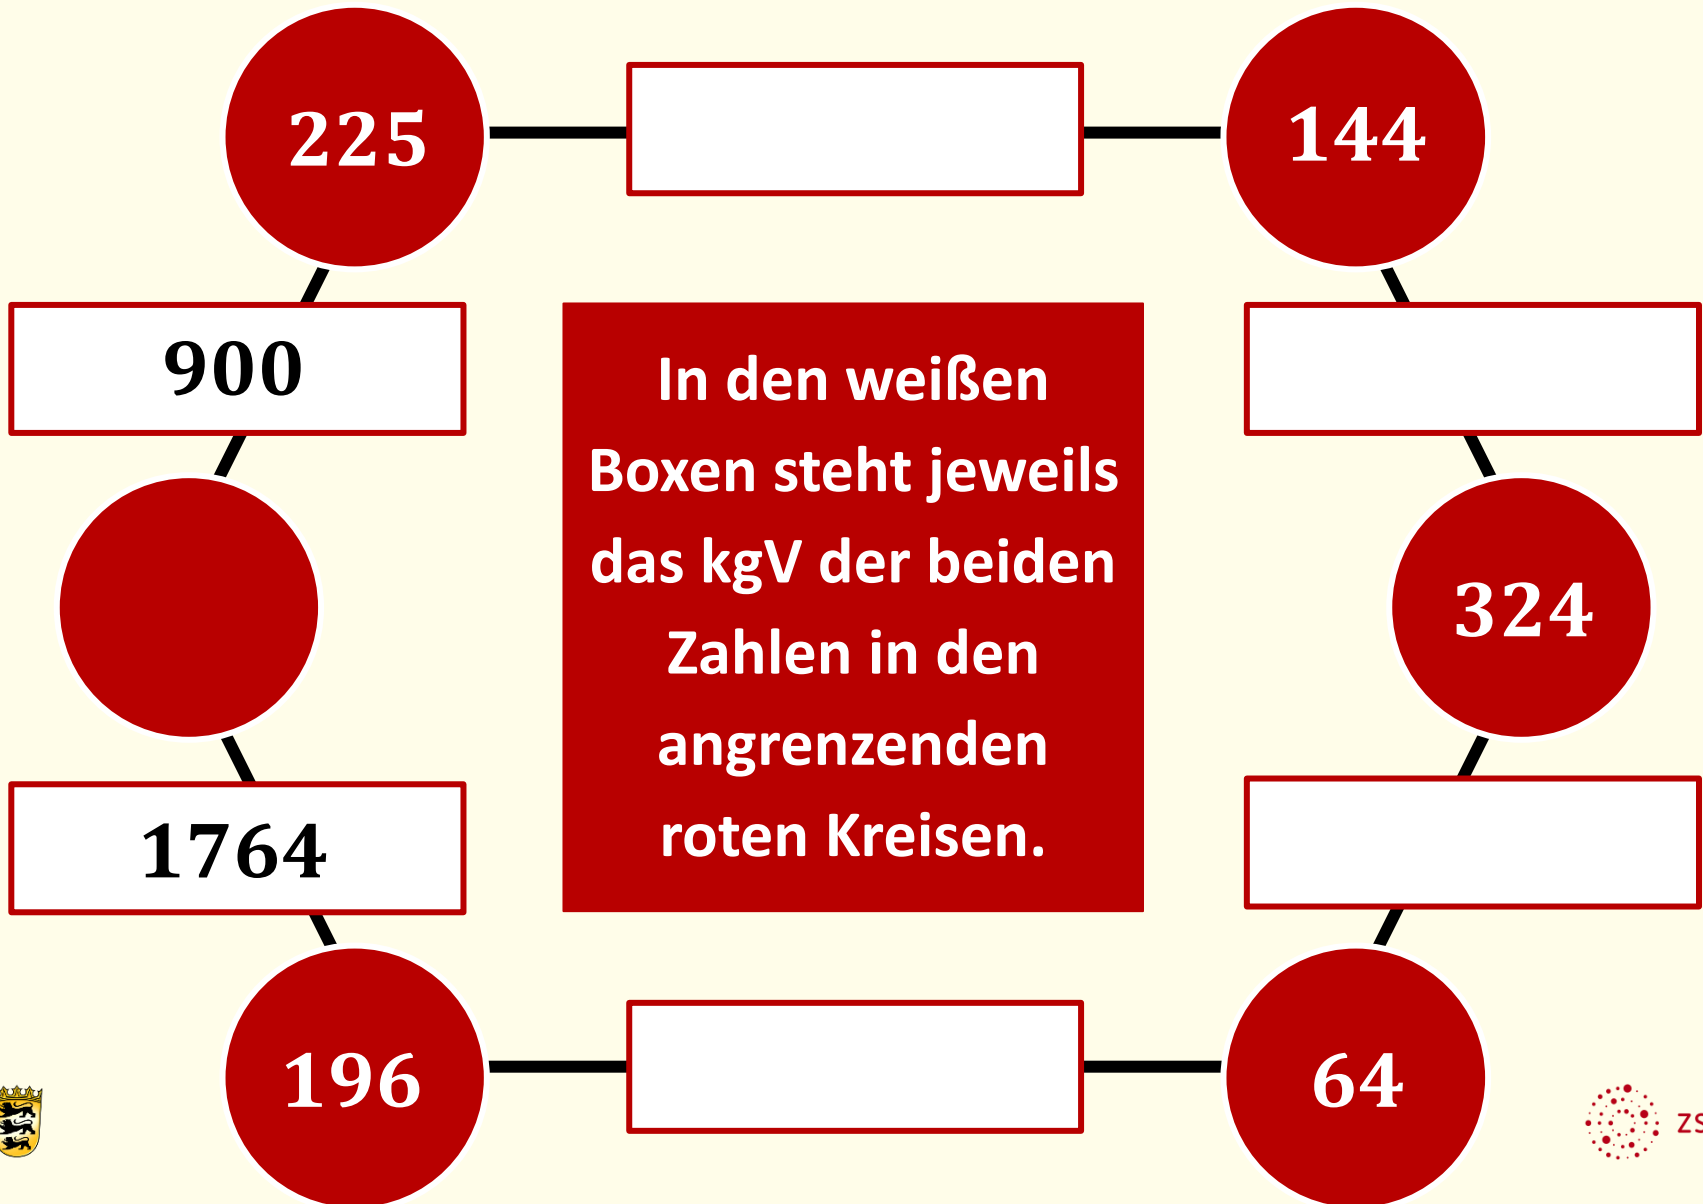 225
144
900
In den weißen
Boxen steht jeweils
das kgV der beiden
Zahlen in den
angrenzenden
roten Kreisen.
324
1764
196
64
ZS